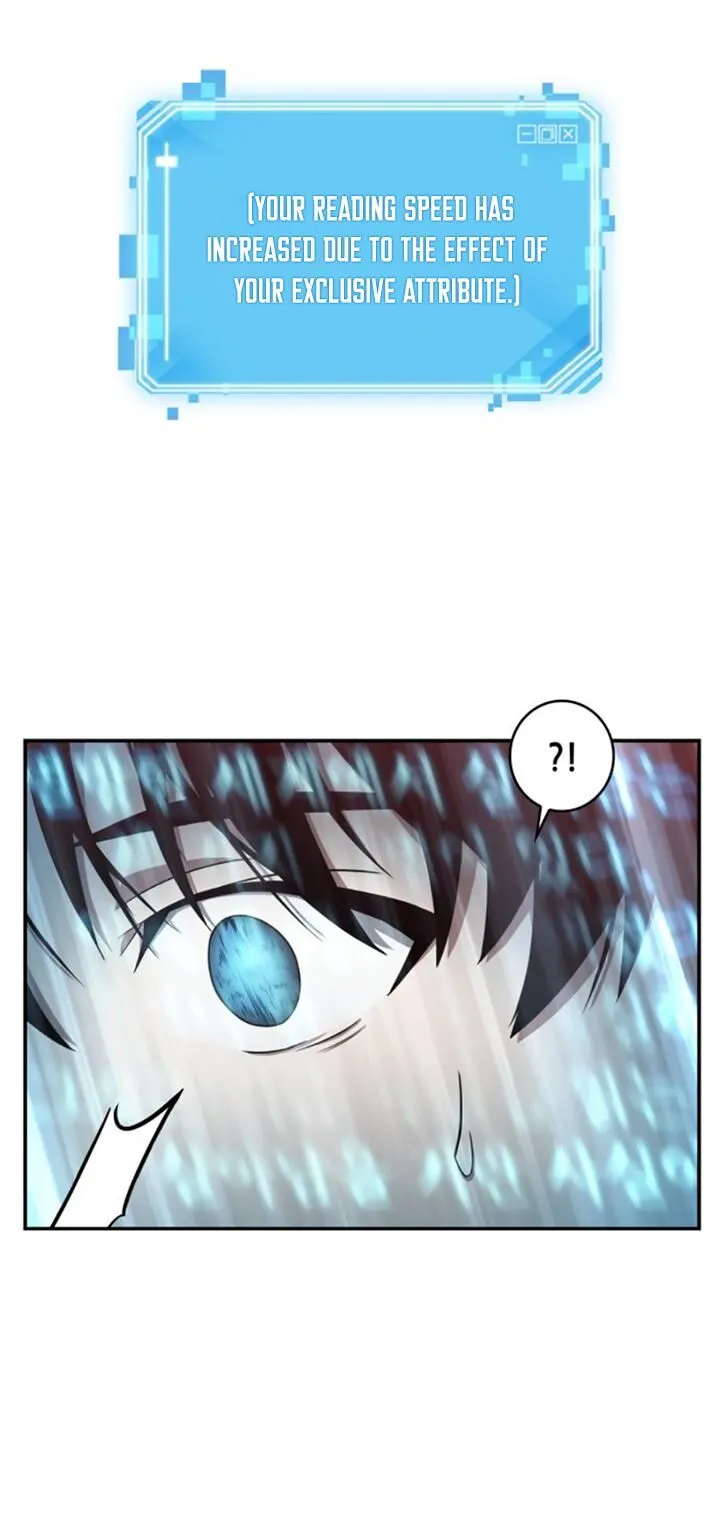 (YOUR READING SPEED HAS
INCREASED DUE TO THE EFFECT OF
YOUR EXCLUSIVE ATTRIBUTE.)
?!